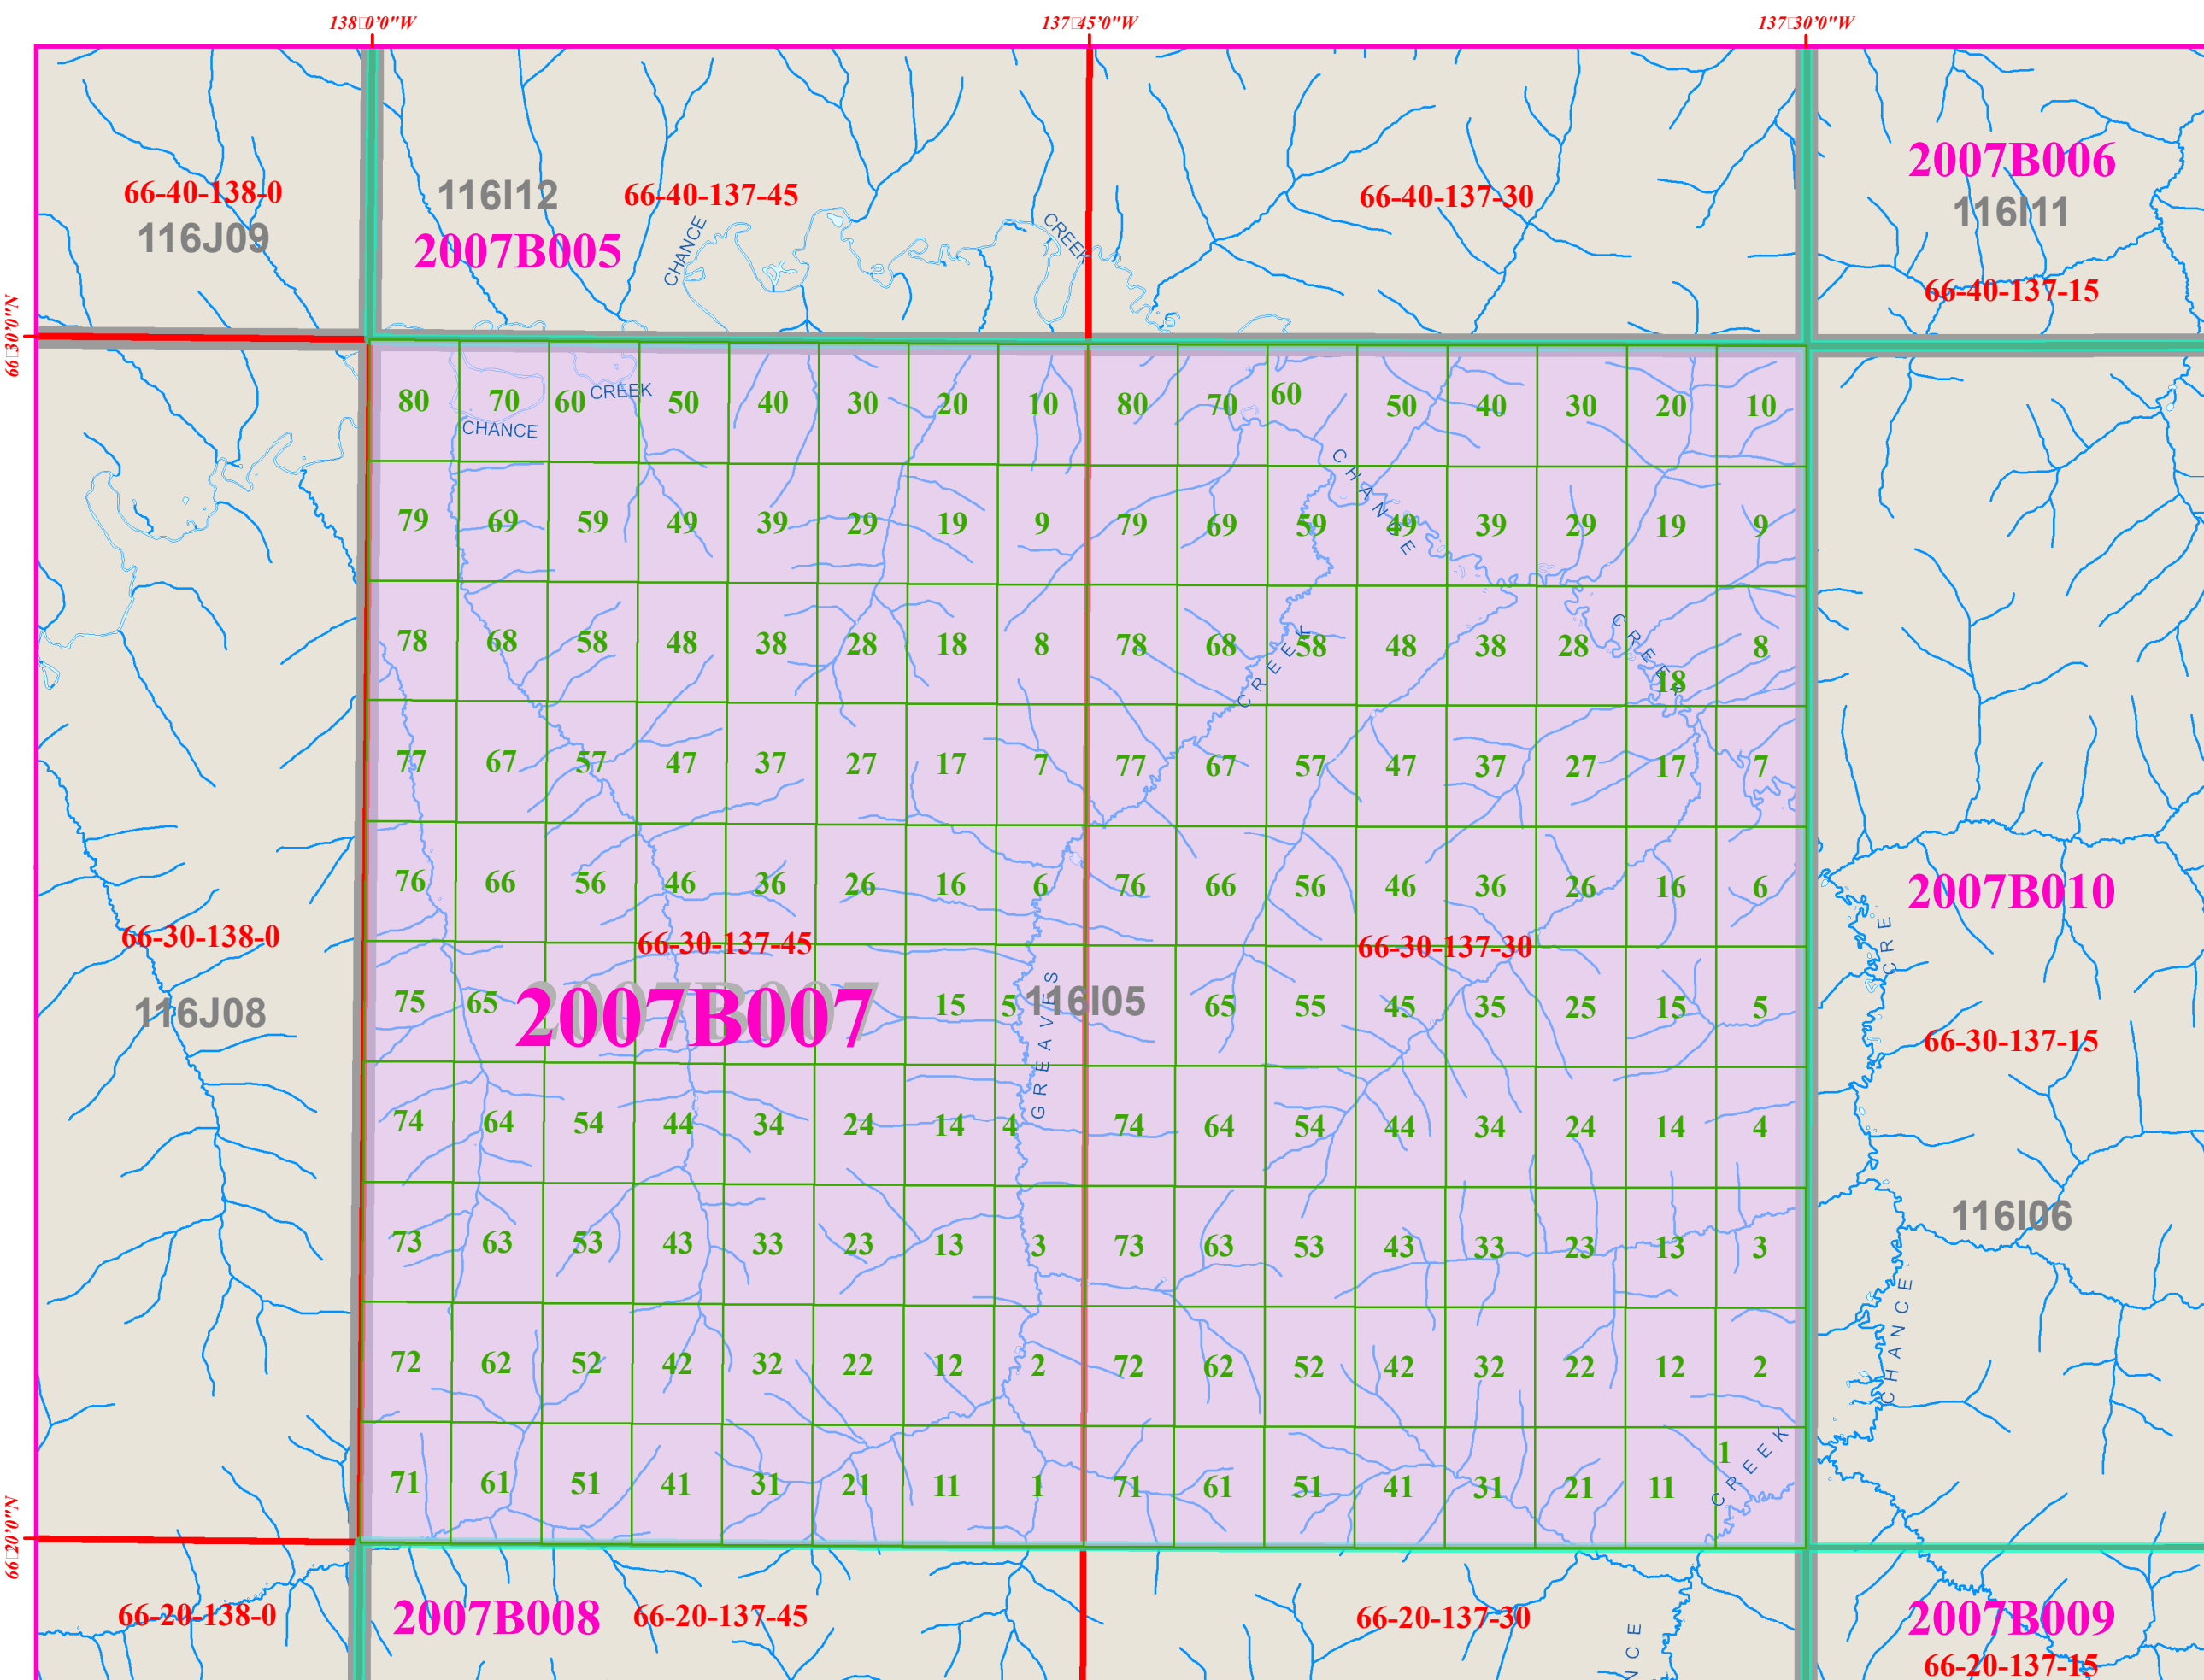 138□0'0"W 137□45'0"W 137□30'0"W
66□30'0"N
66□20'0"N
66-40-138-0
116J09
116I12
2007B005
66-40-137-45
CHANCE
CREEK
66-40-137-30
2007B006
116I11
66-40-137-15
80 70 60 CREEK 50 40 30 20 10 80 70 60 50 40 30 20 10
CHANCE
CHANCE
79 69 59 49 39 29 19 9 79 69 59 49 39 29 19 9
CREEK
78 68 58 48 38 28 18 8 78 68 58 48 38 28 18 8
CREEK
77 67 57 47 37 27 17 7 77 67 57 47 37 27 17 7
76 66 56 46 36 26 16 6 76 66 56 46 36 26 16 6
66-30-138-0
66-30-137-45
66-30-137-30
2007B010
CRE
116J08
75 65 2007B007 15 5 116I05 65 55 45 35 25 15 5
66-30-137-15
GREAVES
74 64 54 44 34 24 14 4 74 64 54 44 34 24 14 4
116I06
73 63 53 43 33 23 13 3 73 63 53 43 33 23 13 3
CHANCE
72 62 52 42 32 22 12 2 72 62 52 42 32 22 12 2
71 61 51 41 31 21 11 1 71 61 51 41 31 21 11 1
CREEK
66-20-138-0
2007B008
66-20-137-45
66-20-137-30
NCE
2007B009
66-20-137-15